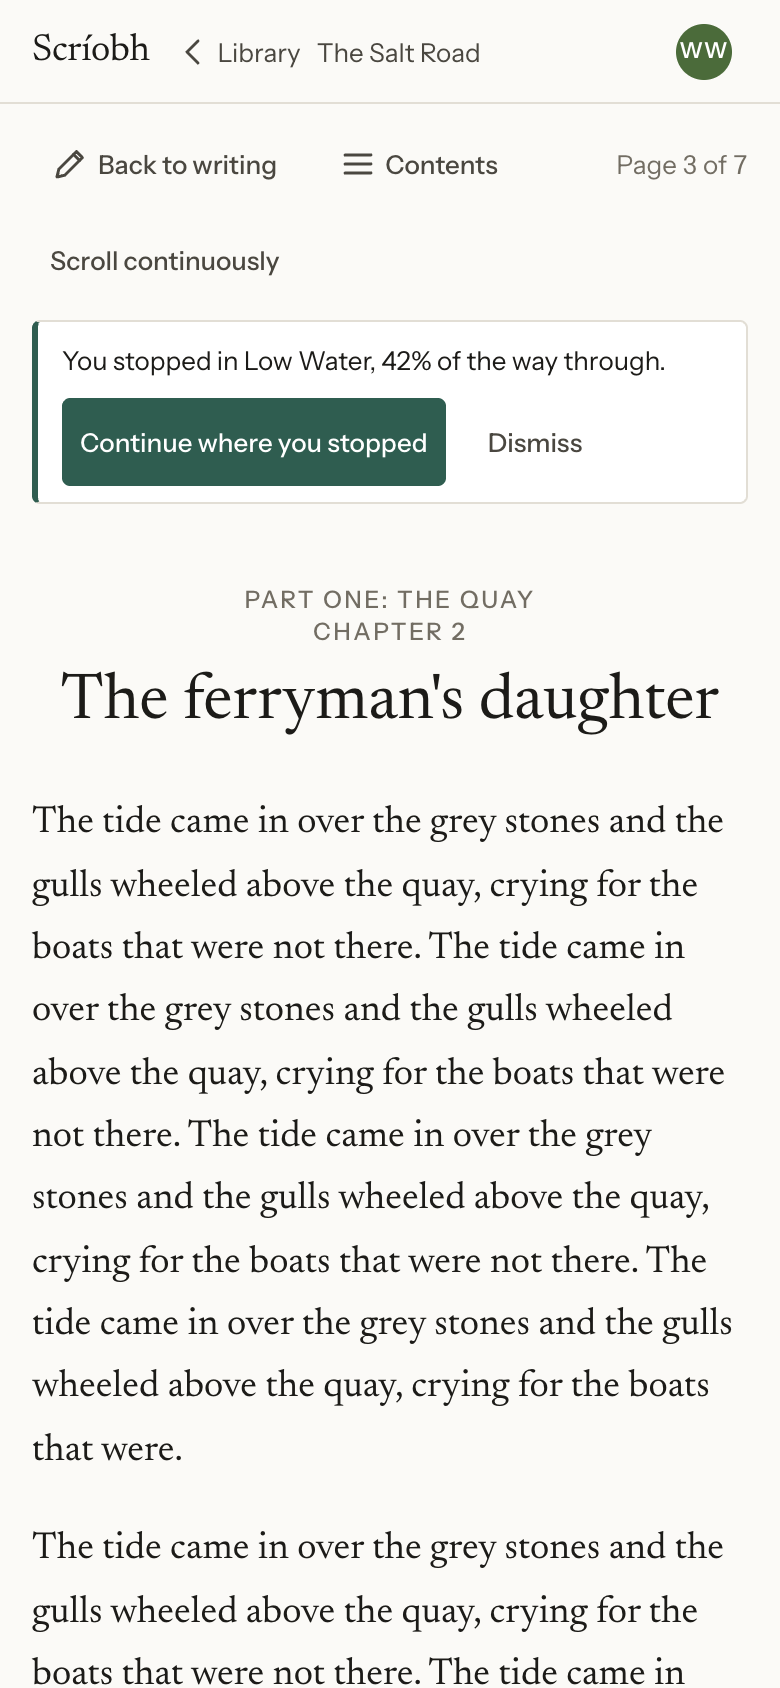 Scríobh Library The Salt Road WW
Back to writing Contents Page 3 of 7
Scroll continuously
You stopped in Low Water, 42% of the way through.
Continue where you stopped Dismiss
PART ONE: THE QUAY
CHAPTER 2
The ferryman's daughter
The tide came in over the grey stones and the
gulls wheeled above the quay, crying for the
boats that were not there. The tide came in
over the grey stones and the gulls wheeled
above the quay, crying for the boats that were
not there. The tide came in over the grey
stones and the gulls wheeled above the quay,
crying for the boats that were not there. The
tide came in over the grey stones and the gulls
wheeled above the quay, crying for the boats
that were.
The tide came in over the grey stones and the
gulls wheeled above the quay, crying for the
boats that were not there. The tide came in